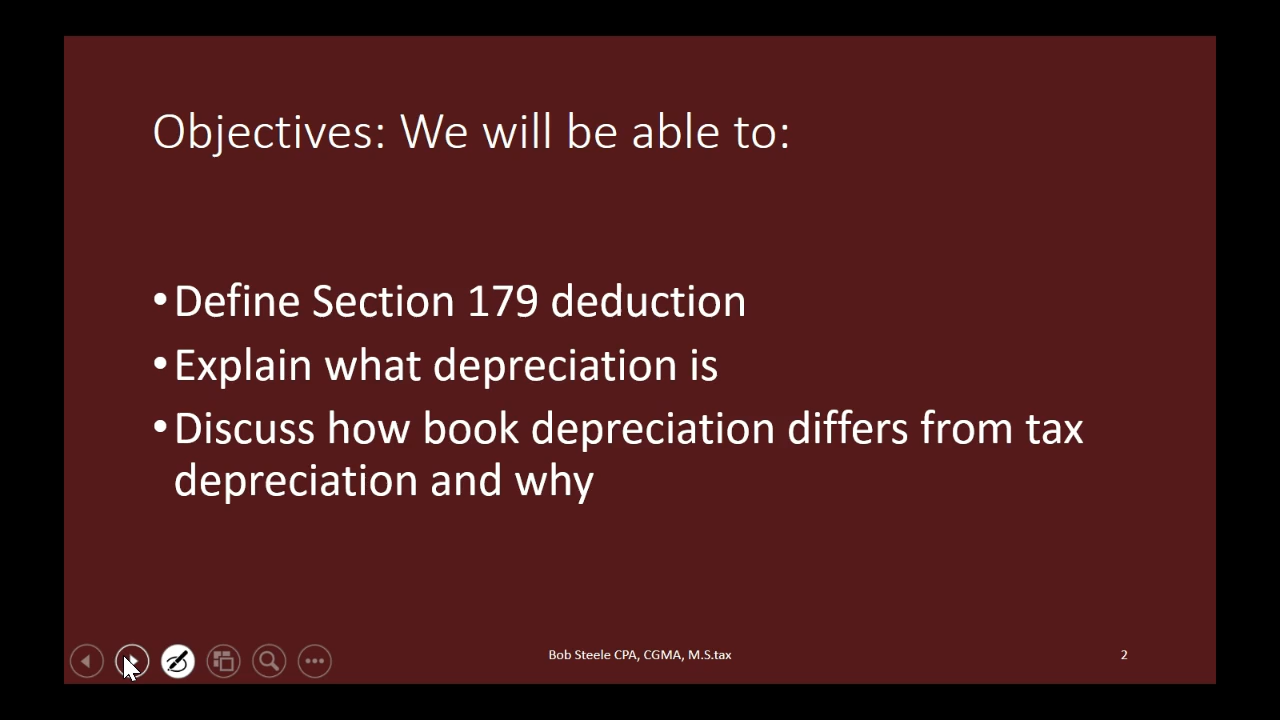 Objectives: We will be able to:
•Define Section 179 deduction
•Explain what depreciation is
•Discuss how book depreciation differs from tax
depreciation and why
Bob Steele CPA, CGMA, M.S.tax
2